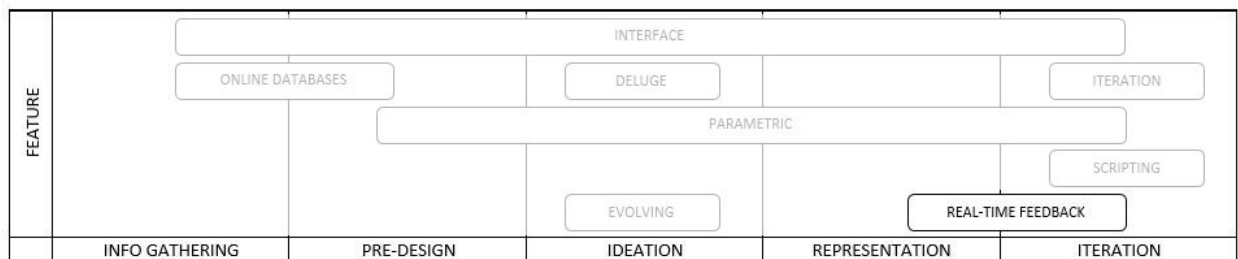 FEATURE
INTERFACE
ONLINE DATABASES
DELUGE
ITERATION
PARAMETRIC
SCRIPTING
EVOLVING
REAL-TIME FEEDBACK
INFO GATHERING
PRE-DESIGN
IDEATION
REPRESENTATION
ITERATION